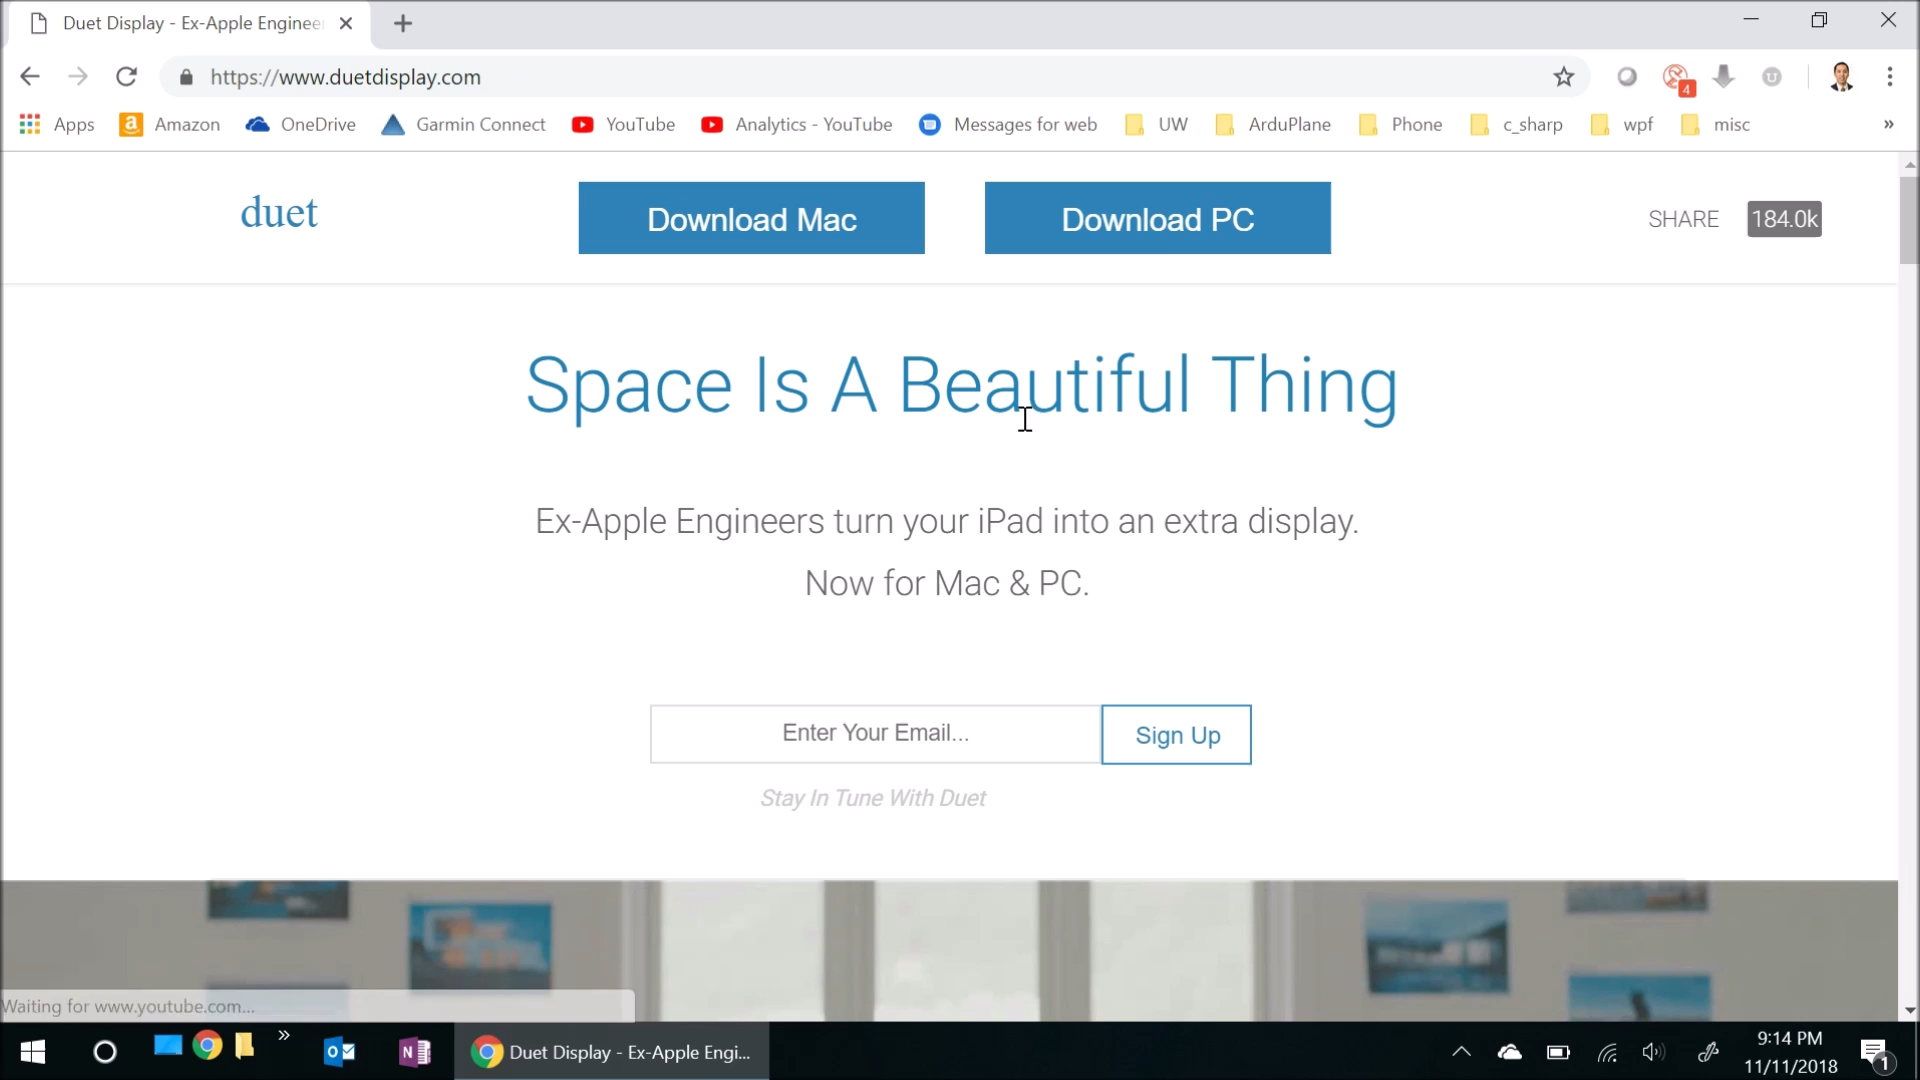 Duet Display - Ex-Apple Engineer
https://www.duetdisplay.com
4
Apps
Amazon
OneDrive
Garmin Connect
YouTube
Analytics - YouTube
Messages for web
UW
ArduPlane
Phone
c_sharp
wpf
misc
»
duet
Download Mac
Download PC
SHARE
184.0k
Space Is A Beautiful Thing
Ex-Apple Engineers turn your iPad into an extra display.
Now for Mac & PC.
Enter Your Email...
Sign Up
Stay In Tune With Duet
Waiting for www.youtube.com...
»
Duet Display - Ex-Apple Engi...
9:14 PM
11/11/2018
1